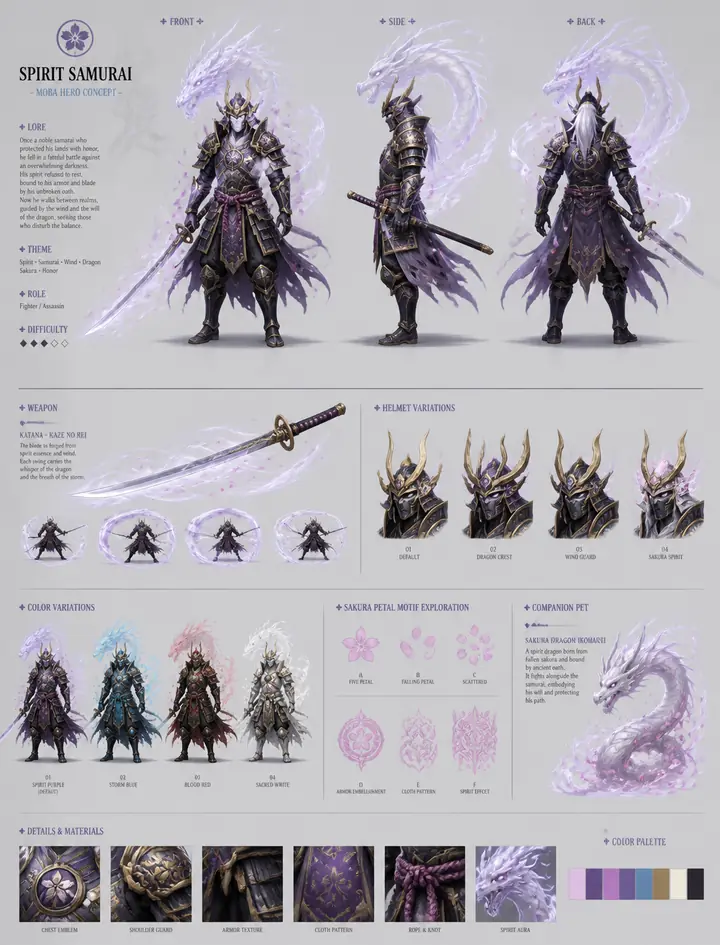 SPIRIT SAMURAI
– MOBA HERO CONCEPT –
FRONT
SIDE
BACK
LORE
Once a noble samurai who
protected his lands with honor,
he fell in a fateful battle against
an overwhelming darkness.
His spirit refused to rest,
bound to his armor and blade
by his unbroken oath.
Now he walks between realms,
guided by the wind and the will
of the dragon, seeking those
who disturb the balance.
THEME
Spirit • Samurai • Wind • Dragon
Sakura • Honor
ROLE
Fighter / Assassin
DIFFICULTY
WEAPON
KATANA - KAZE NO REI
The blade is forged from
spirit essence and wind.
Each swing carries the
whisper of the dragon
and the breath of the storm.
HELMET VARIATIONS
01
DEFAULT
02
DRAGON CREST
03
WIND GUARD
04
SAKURA SPIRIT
COLOR VARIATIONS
01
SPIRIT PURPLE
(DEFAULT)
02
STORM BLUE
03
BLOOD RED
04
SACRED WHITE
SAKURA PETAL MOTIF EXPLORATION
A
FIVE PETAL
B
FALLING PETAL
C
SCATTERED
D
ARMOR EMBELLISHMENT
E
CLOTH PATTERN
F
SPIRIT EFFECT
COMPANION PET
SAKURA DRAGON
A spirit dragon born from
fallen sakura and bound
by ancient oath.
It fights alongside the
samurai, embodying
his will and protecting
his path.
DETAILS & MATERIALS
CHEST EMBLEM
SHOULDER GUARD
ARMOR TEXTURE
CLOTH PATTERN
ROPE & KNOT
SPIRIT AURA
COLOR PALETTE